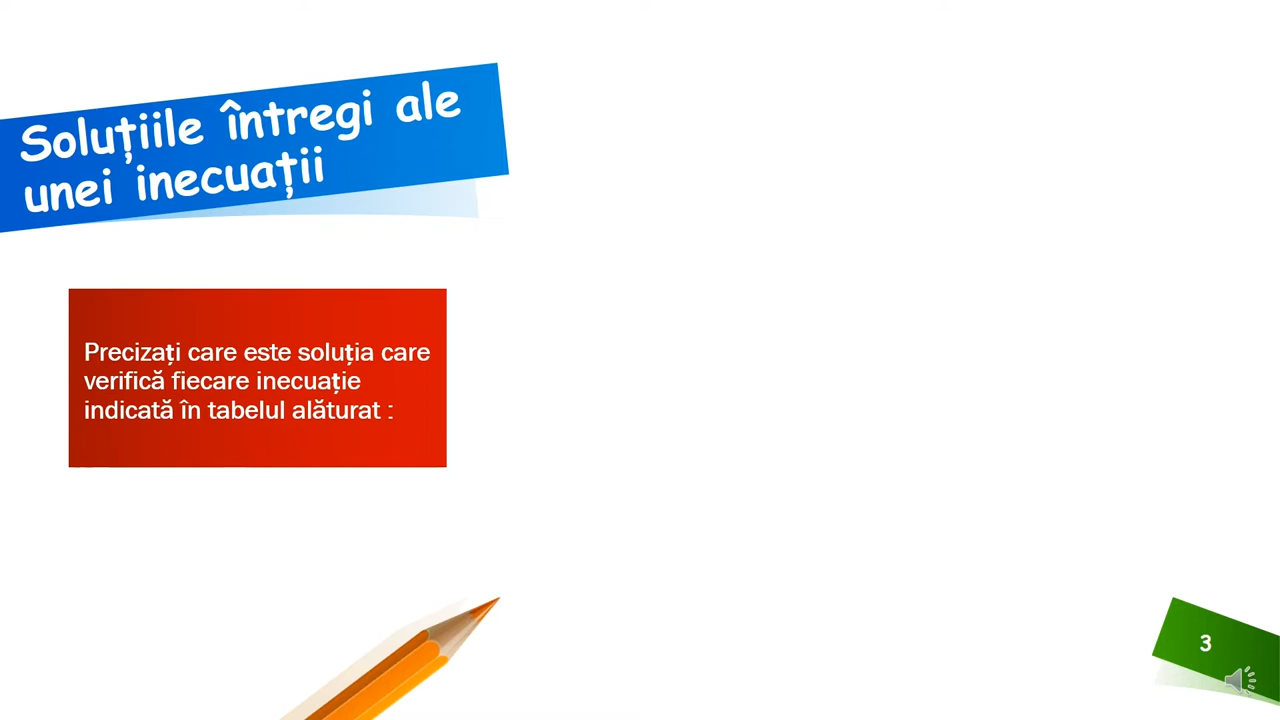 Soluțiile întregi ale
unei inecuații
Precizați care este soluția care
verifică fiecare inecuație
indicată în tabelul alăturat :
3